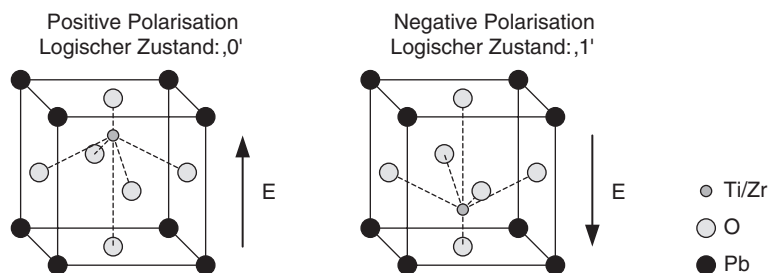 Positive Polarisation
Logischer Zustand:‚0'
Negative Polarisation
Logischer Zustand:‚1'
E
E
Ti/Zr
O
Pb